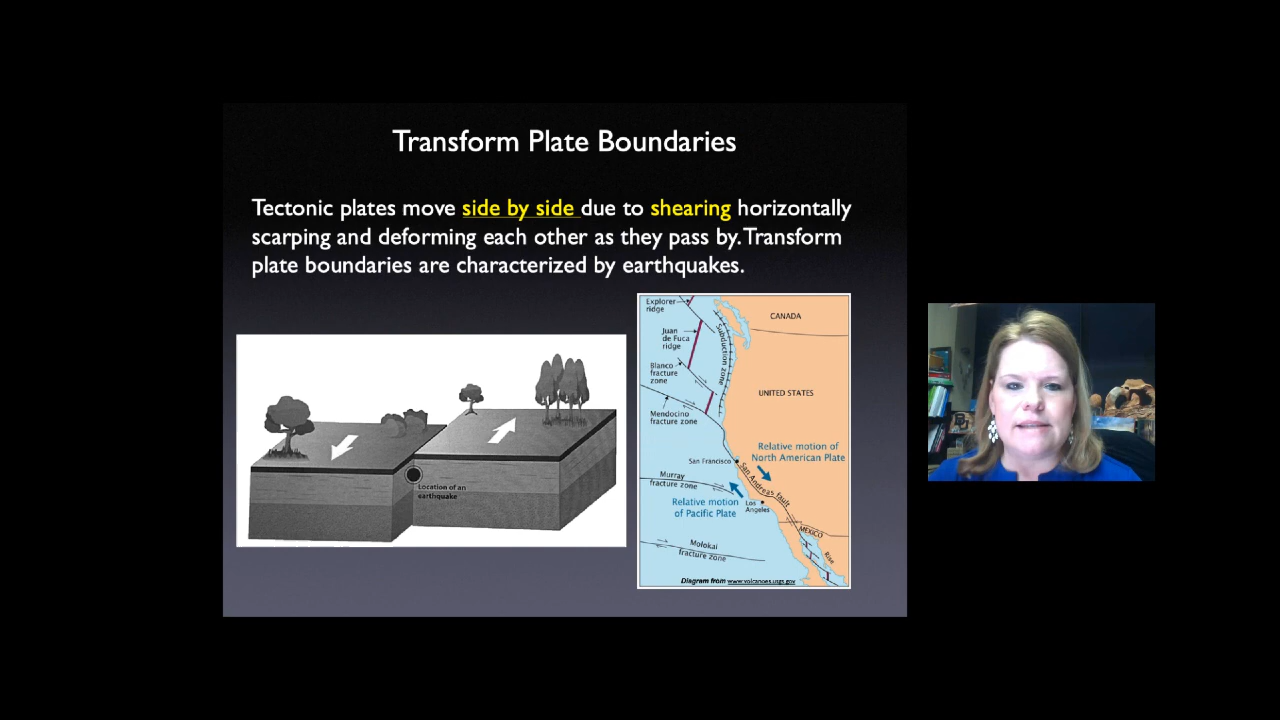 Transform Plate Boundaries
Tectonic plates move side by side due to shearing horizontally
scarping and deforming each other as they pass by. Transform
plate boundaries are characterized by earthquakes.
Location of an
earthquake
Explorer
ridge
CANADA
Juan
de Fuca
ridge
Subduction zone
Blanco
fracture
zone
UNITED STATES
Mendocino
fracture zone
Relative motion of
North American Plate
San Francisco
San Andreas fault
Murray
fracture zone
Relative motion
of Pacific Plate
Los
Angeles
MEXICO
Molokai
fracture zone
Rise
Diagram from www.volcanoes.usgs.gov